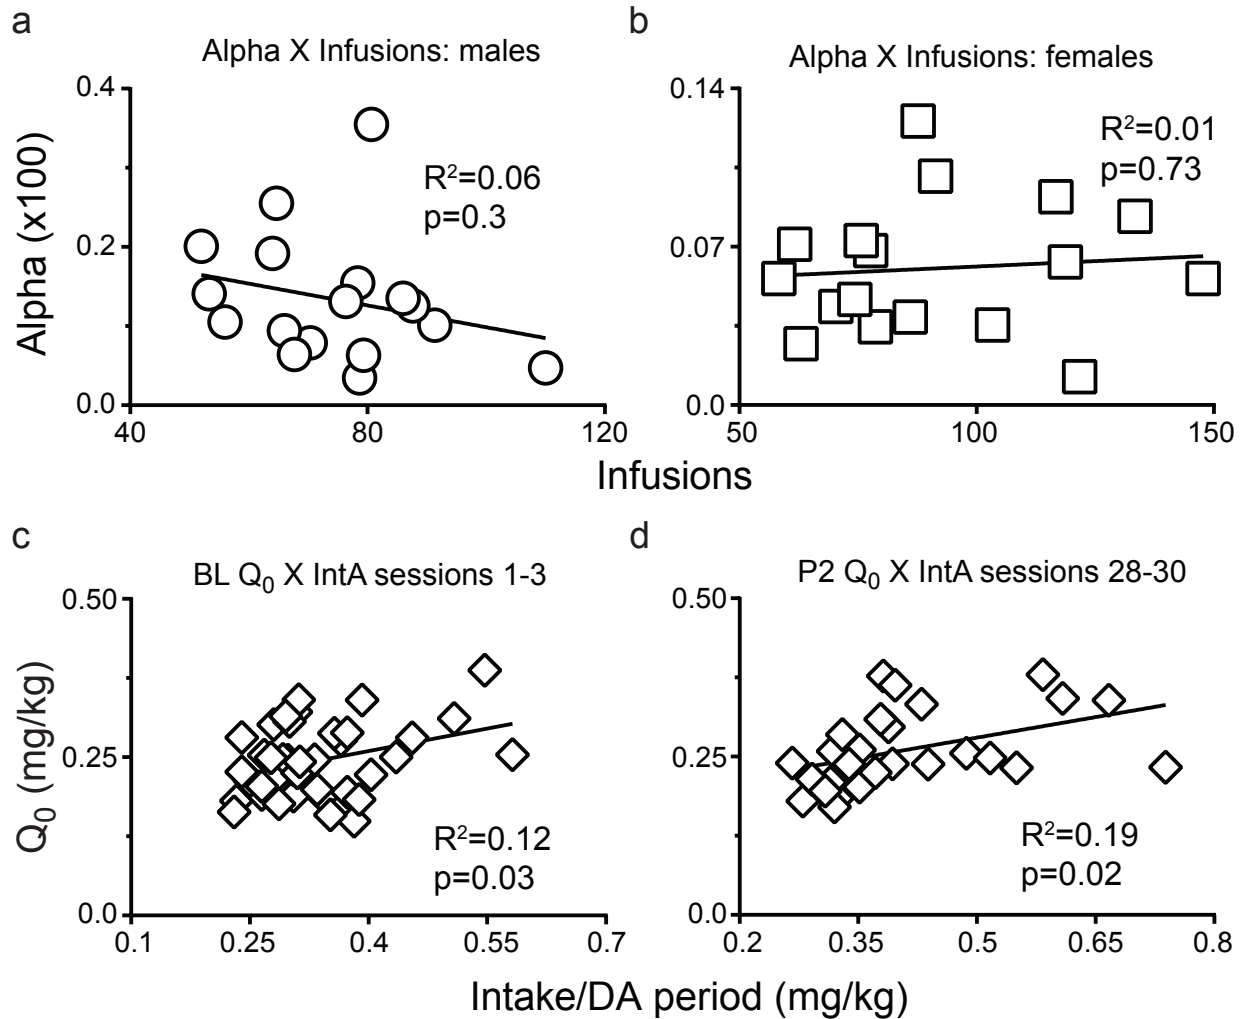 a
Alpha X Infusions: males
0.4
0.2
0.0
40
80
120
Alpha (x100)
R²=0.06
p=0.3
b
Alpha X Infusions: females
0.14
0.07
0.0
50
100
150
R²=0.01
p=0.73
Infusions
c
BL Q₀ X IntA sessions 1-3
0.50
0.25
0.0
0.1
0.25
0.4
0.55
0.7
Q₀ (mg/kg)
R²=0.12
p=0.03
d
P2 Q₀ X IntA sessions 28-30
0.50
0.25
0.0
0.2
0.35
0.5
0.65
0.8
R²=0.19
p=0.02
Intake/DA period (mg/kg)